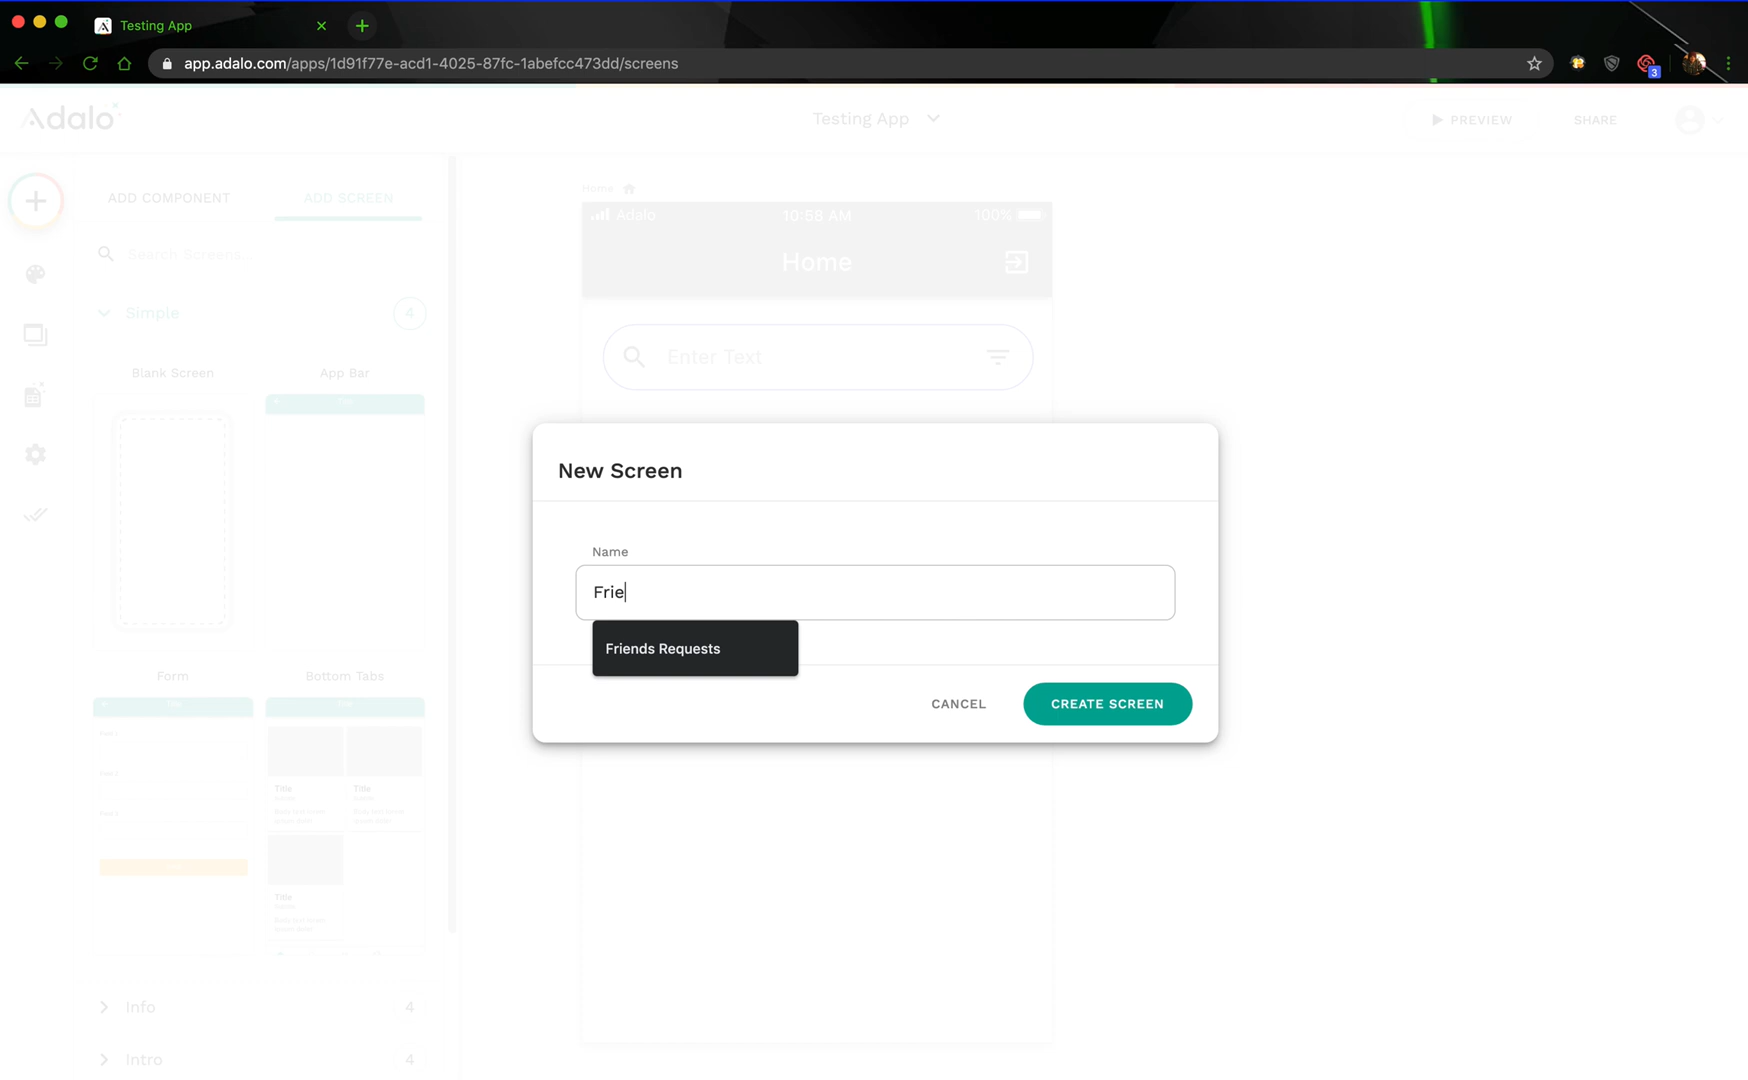 Testing App
app.adalo.com/apps/1d91f77e-acd1-4025-87fc-1abefcc473dd/screens
3
Adalo
Testing App
PREVIEW
SHARE
ADD COMPONENT
ADD SCREEN
Search Screens...
Simple
4
Blank Screen
App Bar
Title
Form
Bottom Tabs
Title
Title
Title
Title
Info
4
Intro
4
Home
Adalo
10:58 AM
100%
Home
Enter Text
New Screen
Name
Frie
Friends Requests
CANCEL
CREATE SCREEN